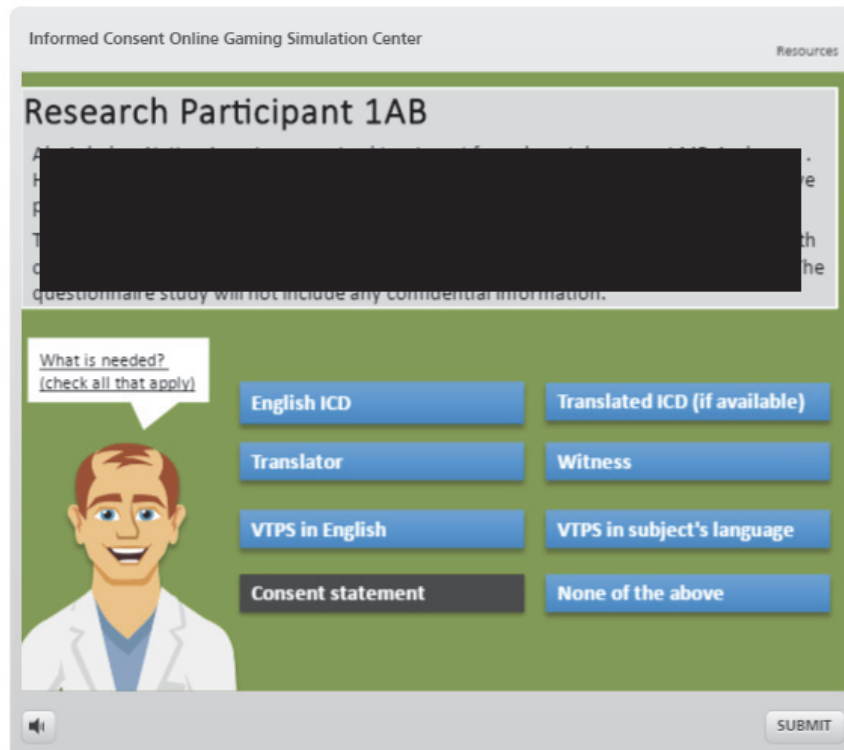 Informed Consent Online Gaming Simulation Center
Resources
Research Participant 1AB
questionnaire study will not include any confidential information.
What is needed?
(check all that apply)
English ICD
Translated ICD (if available)
Translator
Witness
VTPS in English
VTPS in subject's language
Consent statement
None of the above
SUBMIT